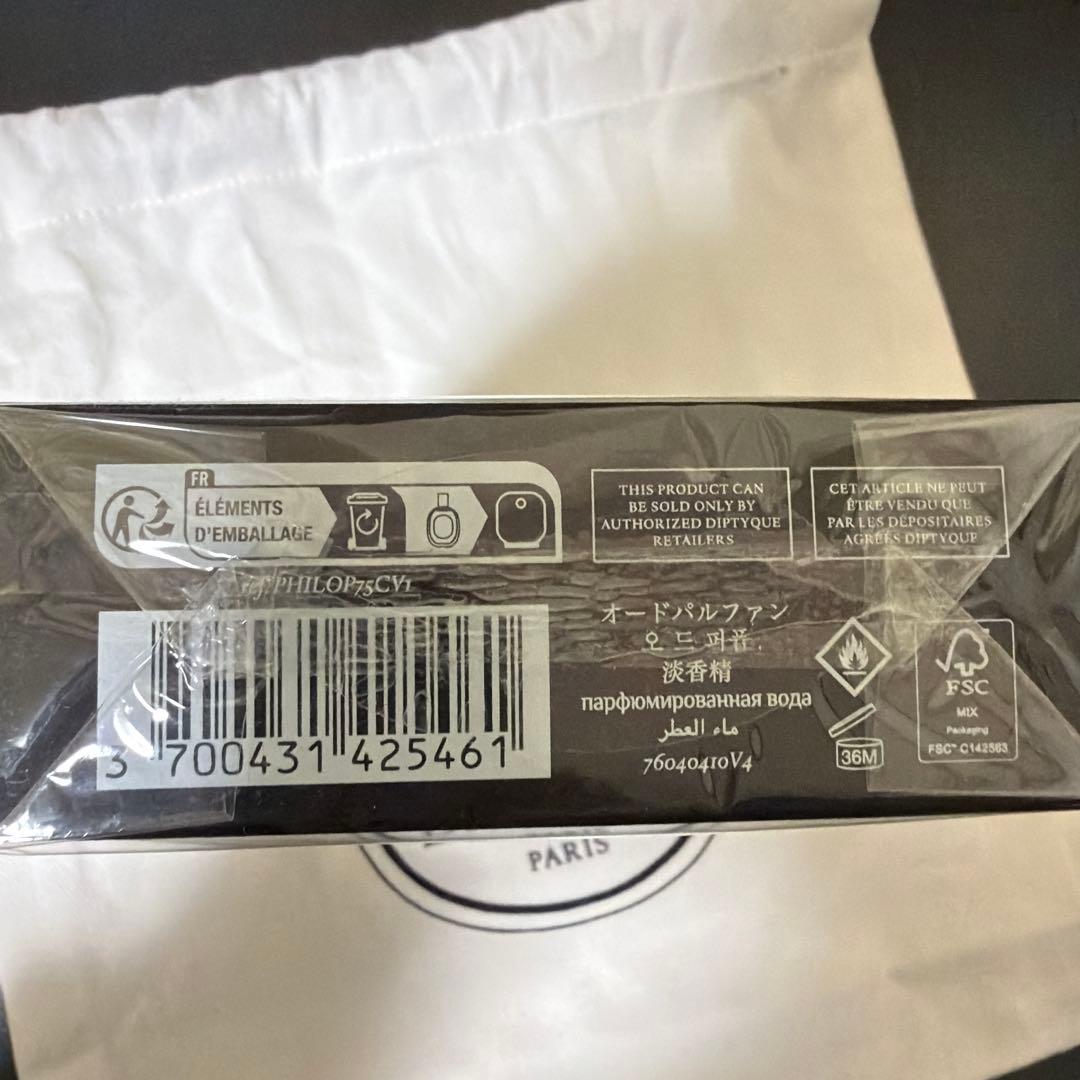 FR
ÉLÉMENTS
D'EMBALLAGE
THIS PRODUCT CAN
BE SOLD ONLY BY
AUTHORIZED DIPTYQUE
RETAILERS
CET ARTICLE NE PEUT
ÊTRE VENDU QUE
PAR LES DÉPOSITAIRES
AGRÉÉS DIPTYQUE
PHILOP75CV1
3 700431 425461
オードパルファン
오 드 퍼퓸.
淡香精
парфюмированная вода
ماء العطر
76040410V4
36M
FSC
MIX
Packaging
FSC™ C142563
PARIS